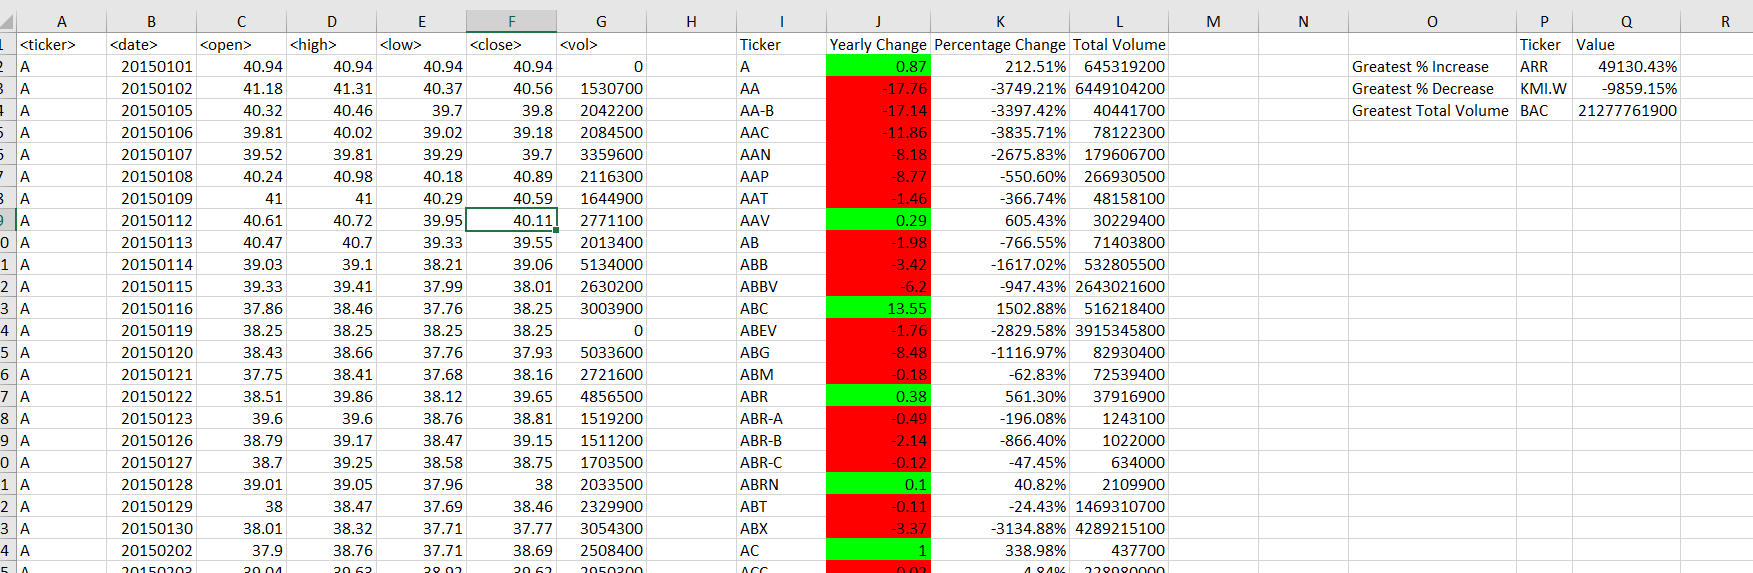 A B C D E F G H I J K L M N O P Q R
1 <ticker> <date> <open> <high> <low> <close> <vol> Ticker Yearly Change Percentage Change Total Volume Ticker Value
2 A 20150101 40.94 40.94 40.94 40.94 0 A 0.87 212.51% 645319200 Greatest % Increase ARR 49130.43%
3 A 20150102 41.18 41.31 40.37 40.56 1530700 AA -17.76 -3749.21% 6449104200 Greatest % Decrease KMI.W -9859.15%
4 A 20150105 40.32 40.46 39.7 39.8 2042200 AA-B -17.14 -3397.42% 40441700 Greatest Total Volume BAC 21277761900
5 A 20150106 39.81 40.02 39.02 39.18 2084500 AAC -11.86 -3835.71% 78122300
5 A 20150107 39.52 39.81 39.29 39.7 3359600 AAN -8.18 -2675.83% 179606700
7 A 20150108 40.24 40.98 40.18 40.89 2116300 AAP -8.77 -550.60% 266930500
8 A 20150109 41 41 40.29 40.59 1644900 AAT -1.46 -366.74% 48158100
9 A 20150112 40.61 40.72 39.95 40.11 2771100 AAV 0.29 605.43% 30229400
0 A 20150113 40.47 40.7 39.33 39.55 2013400 AB -1.98 -766.55% 71403800
1 A 20150114 39.03 39.1 38.21 39.06 5134000 ABB -3.42 -1617.02% 532805500
2 A 20150115 39.33 39.41 37.99 38.01 2630200 ABBV -6.2 -947.43% 2643021600
3 A 20150116 37.86 38.46 37.76 38.25 3003900 ABC 13.55 1502.88% 516218400
4 A 20150119 38.25 38.25 38.25 38.25 0 ABEV -1.76 -2829.58% 3915345800
5 A 20150120 38.43 38.66 37.76 37.93 5033600 ABG -8.48 -1116.97% 82930400
6 A 20150121 37.75 38.41 37.68 38.16 2721600 ABM -0.18 -62.83% 72539400
7 A 20150122 38.51 39.86 38.12 39.65 4856500 ABR 0.38 561.30% 37916900
8 A 20150123 39.6 39.6 38.76 38.81 1519200 ABR-A -0.49 -196.08% 1243100
9 A 20150126 38.79 39.17 38.47 39.15 1511200 ABR-B -2.14 -866.40% 1022000
0 A 20150127 38.7 39.25 38.58 38.75 1703500 ABR-C -0.12 -47.45% 634000
1 A 20150128 39.01 39.05 37.96 38 2033500 ABRN 0.1 40.82% 2109900
2 A 20150129 38 38.47 37.69 38.46 2329900 ABT -0.11 -24.43% 1469310700
3 A 20150130 38.01 38.32 37.71 37.77 3054300 ABX -3.37 -3134.88% 4289215100
4 A 20150202 37.9 38.76 37.71 38.69 2508400 AC 1 338.98% 437700
5 A 20150203 39.04 39.63 38.92 39.62 2950300 ACC 4.84% 228980000